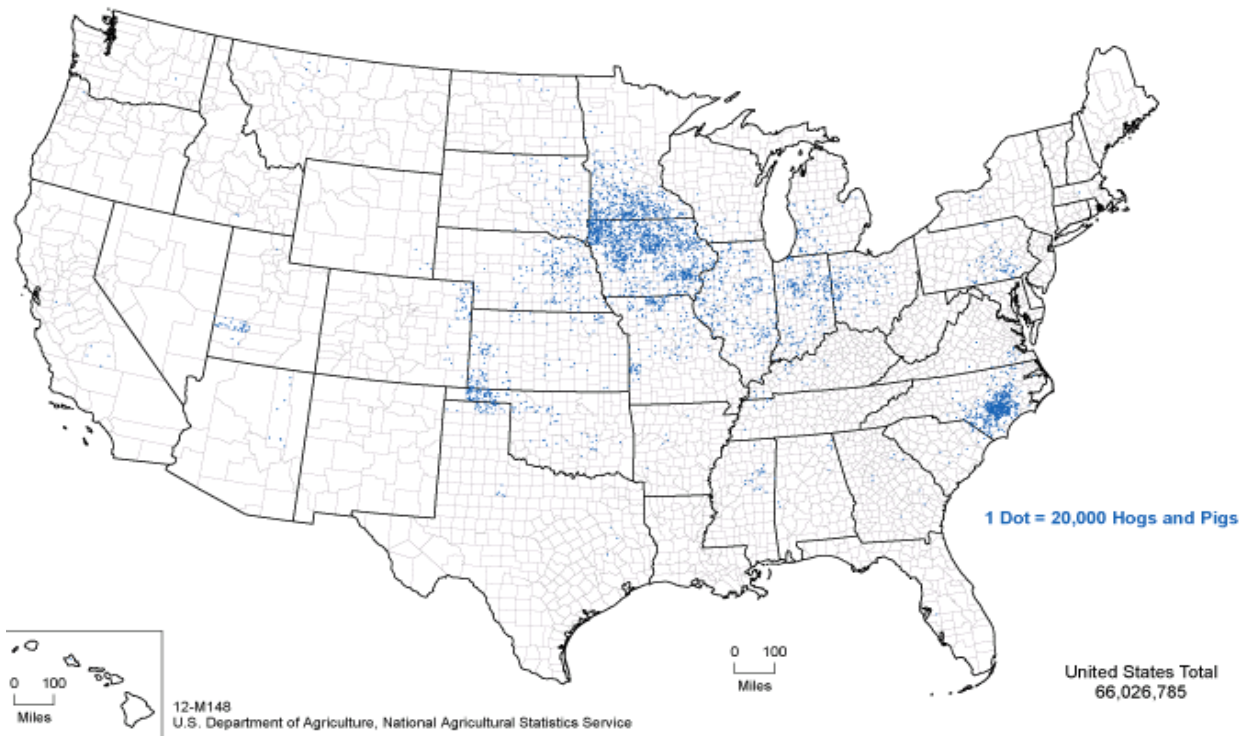 1 Dot = 20,000 Hogs and Pigs
0 100
Miles
0 100
Miles
United States Total
66,026,785
12-M148
U.S. Department of Agriculture, National Agricultural Statistics Service